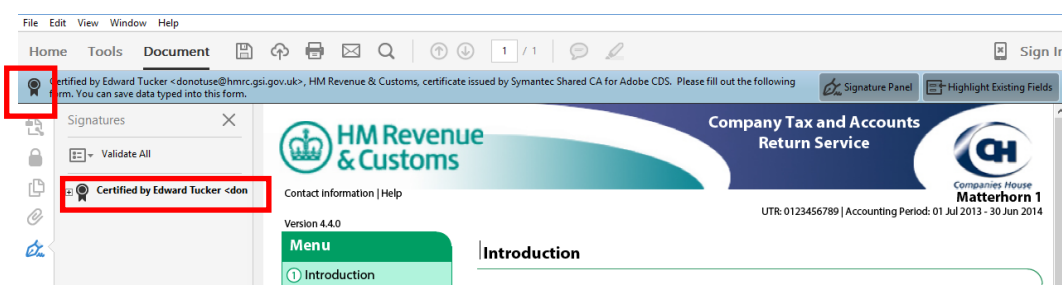 File Edit View Window Help
Home Tools Document 1 / 1 Sign In
Certified by Edward Tucker <donotuse@hmrc.gsi.gov.uk>, HM Revenue & Customs, certificate issued by Symantec Shared CA for Adobe CDS. Please fill out the following
form. You can save data typed into this form.
Signature Panel
Highlight Existing Fields
Signatures
Validate All
Certified by Edward Tucker <don
HM Revenue
& Customs
Company Tax and Accounts
Return Service
CH
Companies House
Contact information | Help
Matterhorn 1
UTR: 0123456789 | Accounting Period: 01 Jul 2013 - 30 Jun 2014
Version 4.4.0
Menu
1 Introduction
Introduction